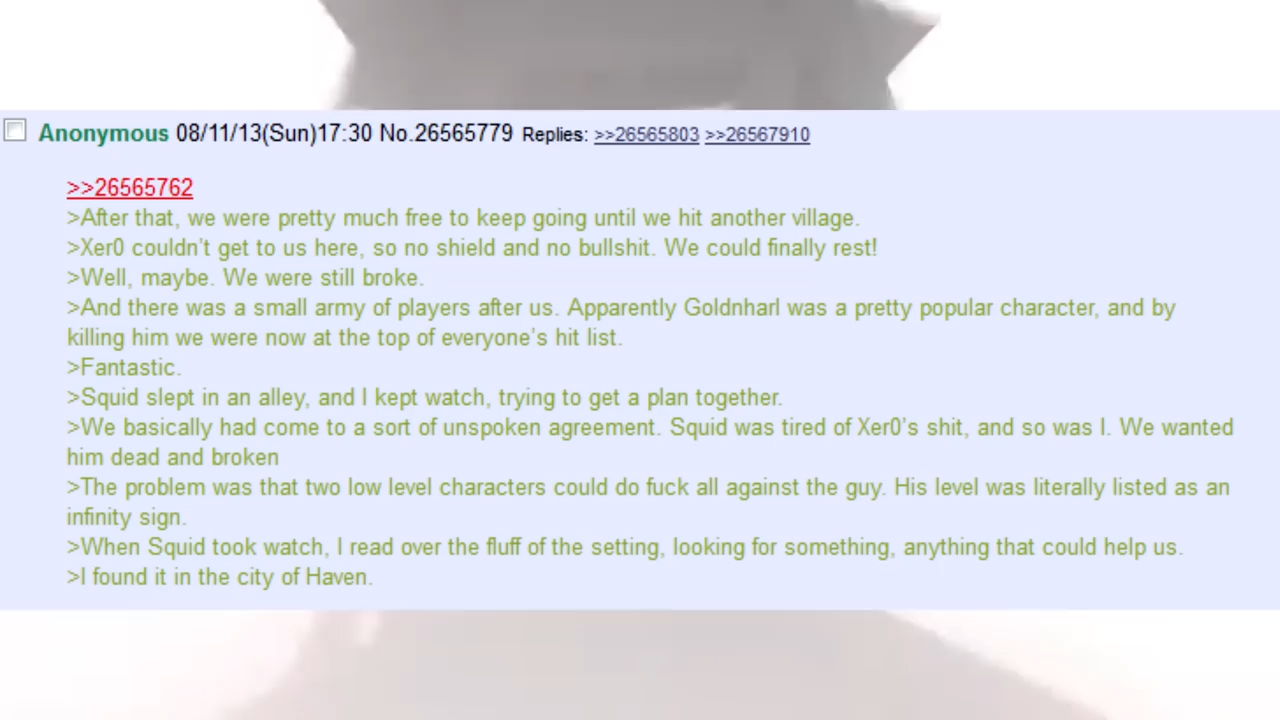 Anonymous 08/11/13(Sun)17:30 No.26565779 Replies: >>26565803 >>26567910
>>26565762
>After that, we were pretty much free to keep going until we hit another village.
>Xer0 couldn't get to us here, so no shield and no bullshit. We could finally rest!
>Well, maybe. We were still broke.
>And there was a small army of players after us. Apparently Goldnharl was a pretty popular character, and by
killing him we were now at the top of everyone's hit list.
>Fantastic.
>Squid slept in an alley, and I kept watch, trying to get a plan together.
>We basically had come to a sort of unspoken agreement. Squid was tired of Xer0's shit, and so was I. We wanted
him dead and broken
>The problem was that two low level characters could do fuck all against the guy. His level was literally listed as an
infinity sign.
>When Squid took watch, I read over the fluff of the setting, looking for something, anything that could help us.
>I found it in the city of Haven.